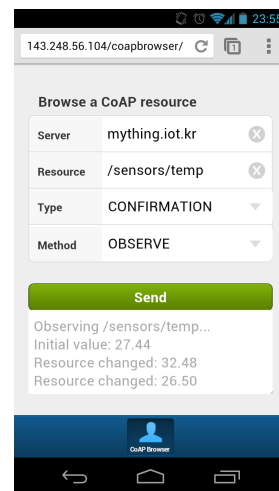 23:55
143.248.56.104/coapbrowser/
1
Browse a CoAP resource
Server mything.iot.kr
Resource /sensors/temp
Type CONFIRMATION
Method OBSERVE
Send
Observing /sensors/temp...
Initial value: 27.44
Resource changed: 32.48
Resource changed: 26.50
CoAP Browser